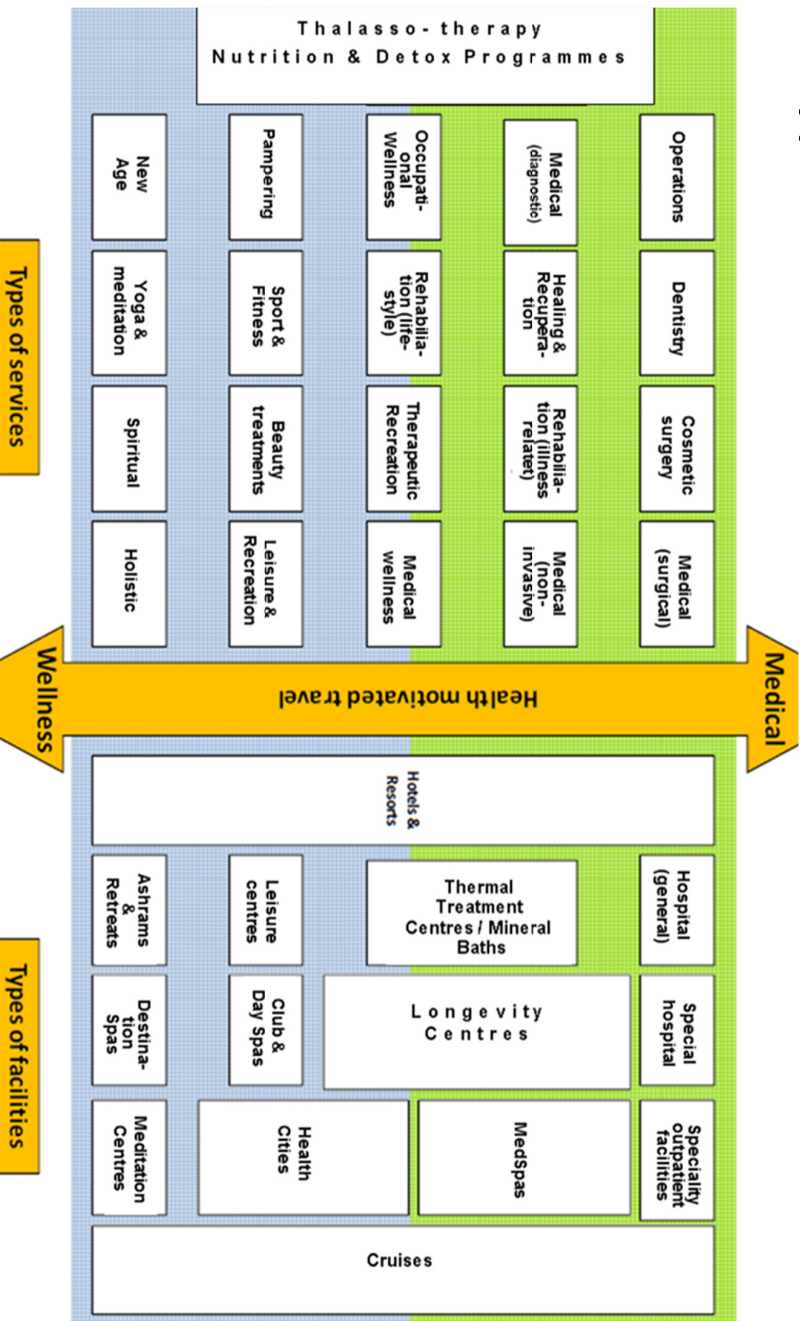 Thalasso- therapy
Nutrition & Detox Programmes
New
Age
Pampering
Occupati-
onal
Wellness
Medical
(diagnostic)
Operations
Types of services
Yoga &
meditation
Sport &
Fitness
Rehabilia-
tion (life-
style)
Healing &
Recupera-
tion
Dentistry
Spiritual
Beauty
treatments
Therapeutic
Recreation
Rehabilia-
tion (illness
relatet)
Cosmetic
surgery
Holistic
Leisure &
Recreation
Medical
wellness
Medical
(non-
invasive)
Medical
(surgical)
Wellness
Health motivated travel
Medical
Hotels &
Resorts
Ashrams
&
Retreats
Leisure
centres
Thermal
Treatment
Centres / Mineral
Baths
Hospital
(general)
Types of facilities
Destina-
tion
Spas
Club &
Day Spas
Longevity
Centres
Special
hospital
Meditation
Centres
Health
Cities
MedSpas
Speciality
outpatient
facilities
Cruises